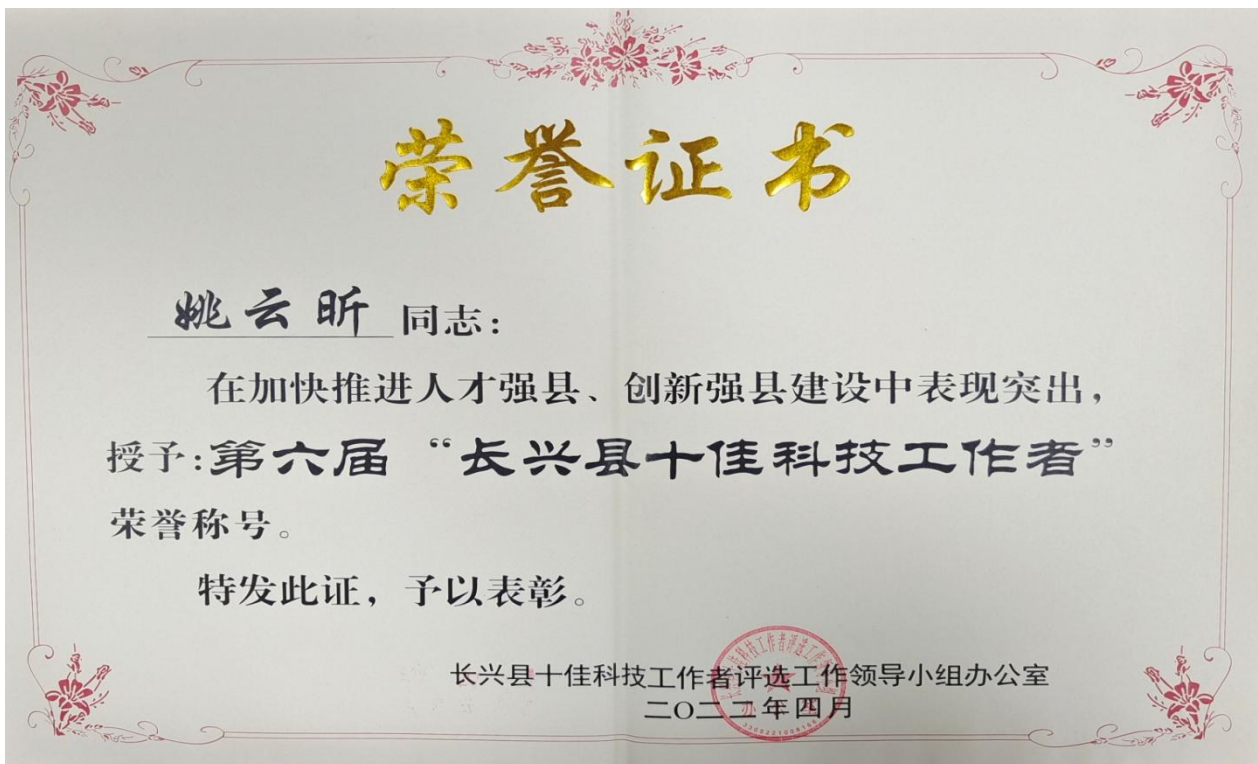 荣誉证书
姚云昕 同志：
在加快推进人才强县、创新强县建设中表现突出，
授予：第六届“长兴县十佳科技工作者”
荣誉称号。
特发此证，予以表彰。
长兴县十佳科技工作者评选工作领导小组办公室
二〇二二年四月